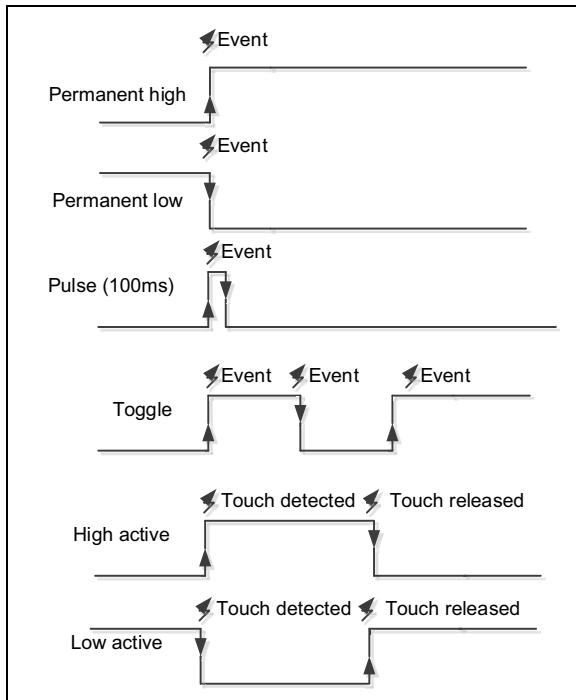 Event
Permanent high
Event
Permanent low
Event
Pulse (100ms)
Event Event Event
Toggle
Touch detected Touch released
High active
Touch detected Touch released
Low active